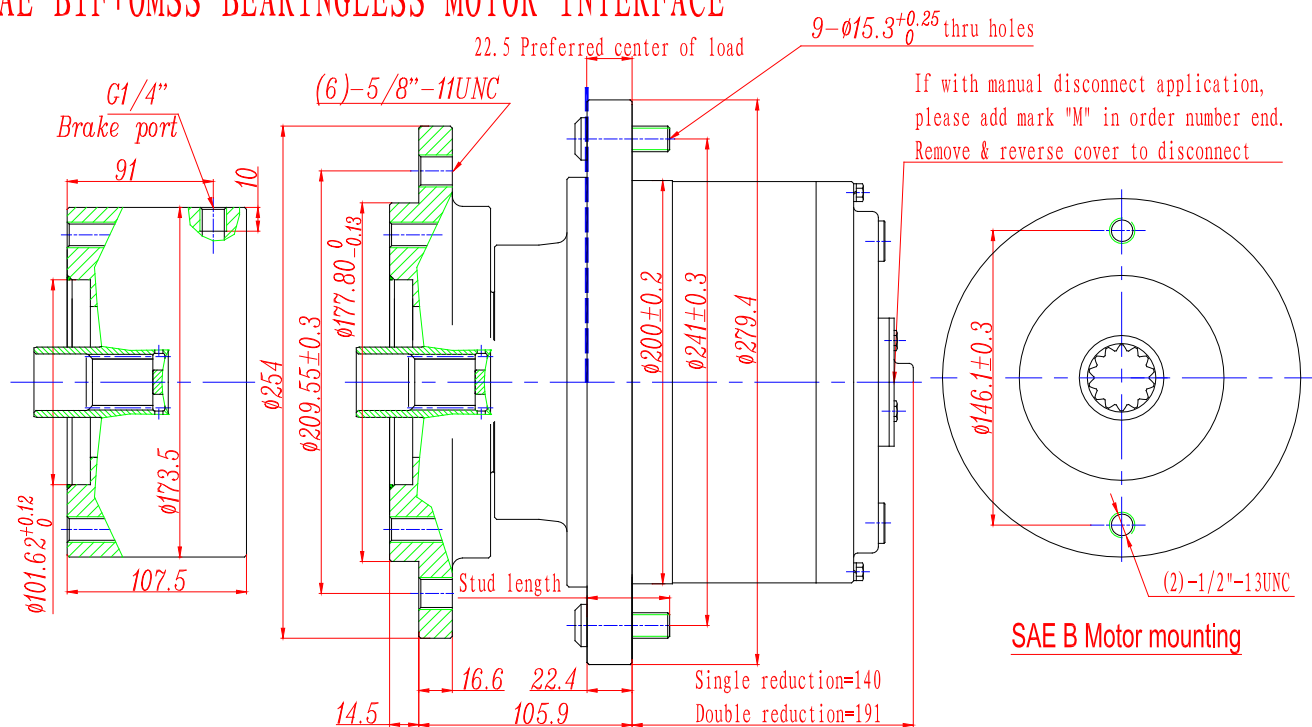 SAE B1F+OMSS BEARINGLESS MOTOR INTERFACE
22.5 Preferred center of load
9-ø15.3+0.25 0 thru holes
G1/4"
Brake port
(6)-5/8"-11UNC
If with manual disconnect application,
please add mark "M" in order number end.
Remove & reverse cover to disconnect
91
10
ø101.62+0.12 0
ø173.5
107.5
ø254
ø209.55±0.3
ø177.80 0 -0.13
ø200±0.2
ø241±0.3
ø279.4
ø146.1±0.3
Stud length
(2)-1/2"-13UNC
SAE B Motor mounting
16.6
22.4
Single reduction=140
14.5
105.9
Double reduction=191